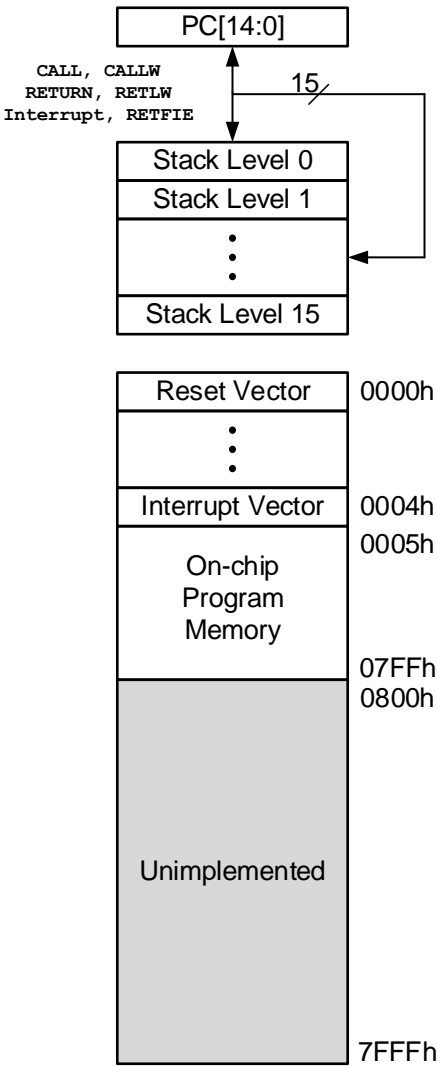 PC[14:0]
CALL, CALLW
RETURN, RETLW
Interrupt, RETFIE
15
Stack Level 0
Stack Level 1
Stack Level 15
Reset Vector
0000h
Interrupt Vector
0004h
0005h
On-chip
Program
Memory
07FFh
0800h
Unimplemented
7FFFh